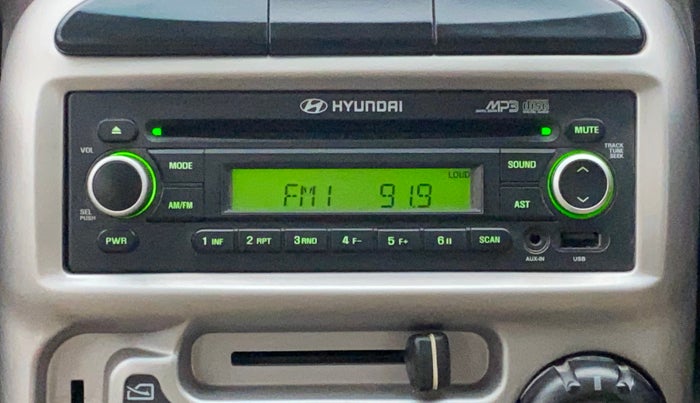 HYUNDAI MP3
VOL MUTE
TRACK
TUNE
SEEK
MODE LOUD SOUND
FM1 91.9
AM/FM AST
SEL
PUSH
PWR 1 INF 2 RPT 3 RND 4 F- 5 F+ 6 II SCAN
AUX-IN USB